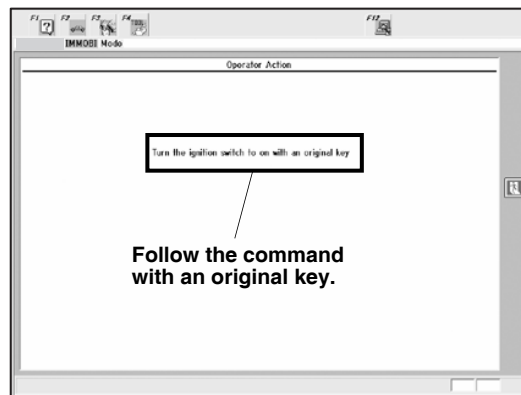 F1 F2 F3 F4 F12
IMMOBI Mode
Operator Action
Turn the ignition switch to on with an original key
Follow the command
with an original key.